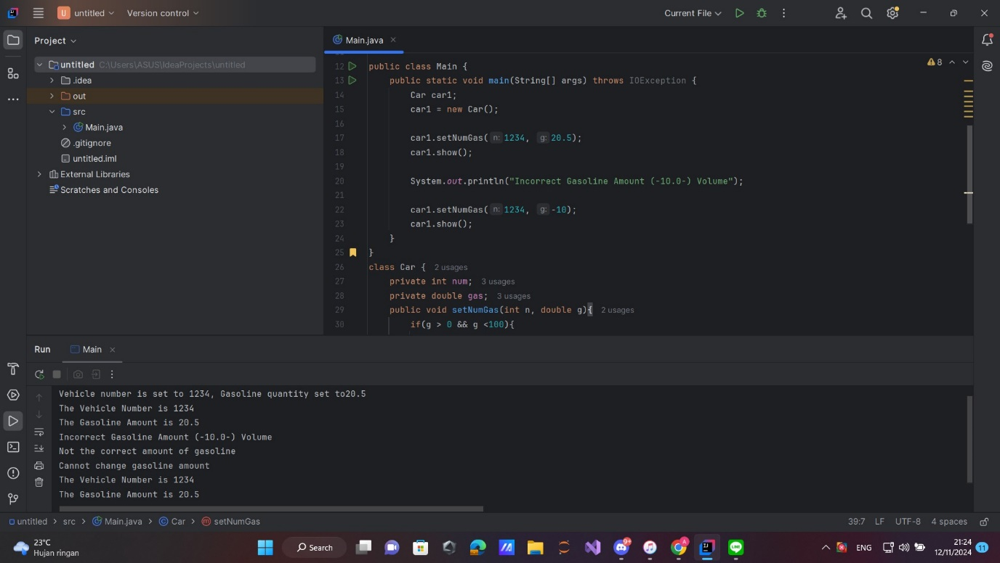 U untitled Version control Current File
Project
Main.java
untitled C:\Users\ASUS\IdeaProjects\untitled
.idea
out
src
Main.java
.gitignore
untitled.iml
External Libraries
Scratches and Consoles
8
12 public class Main {
13 public static void main(String[] args) throws IOException {
14 Car car1;
15 car1 = new Car();
16
17 car1.setNumGas( n: 1234, g: 20.5);
18 car1.show();
19
20 System.out.println("Incorrect Gasoline Amount (-10.0-) Volume");
21
22 car1.setNumGas( n: 1234, g: -10);
23 car1.show();
24 }
25 }
26 class Car { 2 usages
27 private int num; 3 usages
28 private double gas; 3 usages
29 public void setNumGas(int n, double g){ 2 usages
30 if(g > 0 && g <100){
Run Main
Vehicle number is set to 1234, Gasoline quantity set to20.5
The Vehicle Number is 1234
The Gasoline Amount is 20.5
Incorrect Gasoline Amount (-10.0-) Volume
Not the correct amount of gasoline
Cannot change gasoline amount
The Vehicle Number is 1234
The Gasoline Amount is 20.5
untitled > src > Main.java > Car > setNumGas 39:7 LF UTF-8 4 spaces
23°C
Hujan ringan
Search
ENG
21:24
12/11/2024
11